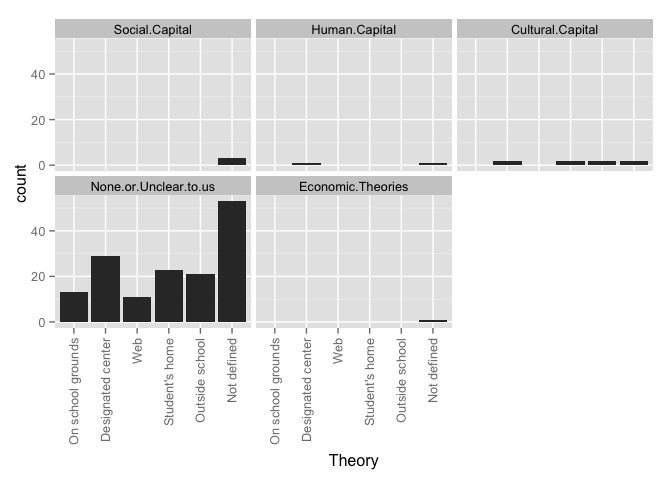 Social.Capital
Human.Capital
Cultural.Capital
40
20
0
count
None.or.Unclear.to.us
Economic.Theories
40
20
0
On school grounds
Designated center
Web
Student's home
Outside school
Not defined
On school grounds
Designated center
Web
Student's home
Outside school
Not defined
Theory